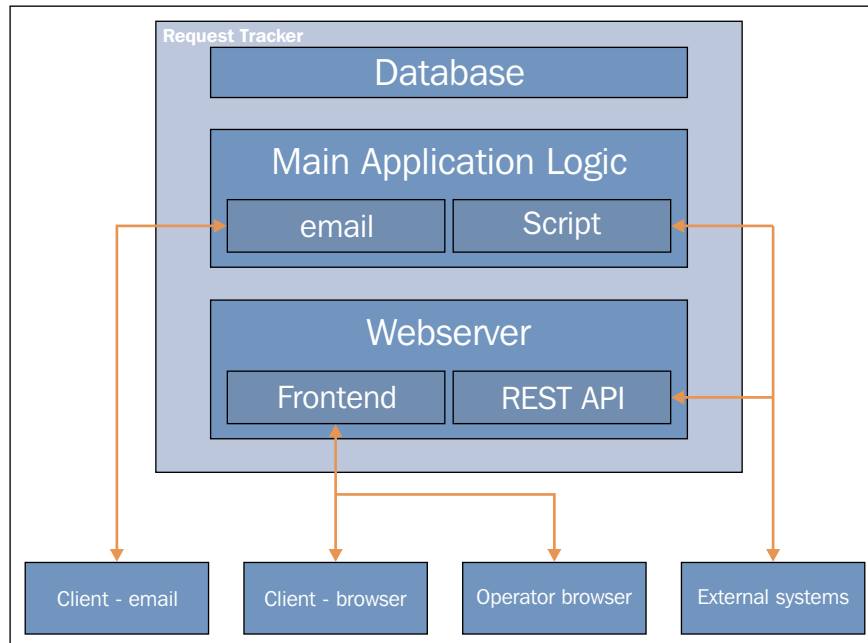 Request Tracker
Database
Main Application Logic
email
Script
Webserver
Frontend
REST API
Client - email
Client - browser
Operator browser
External systems